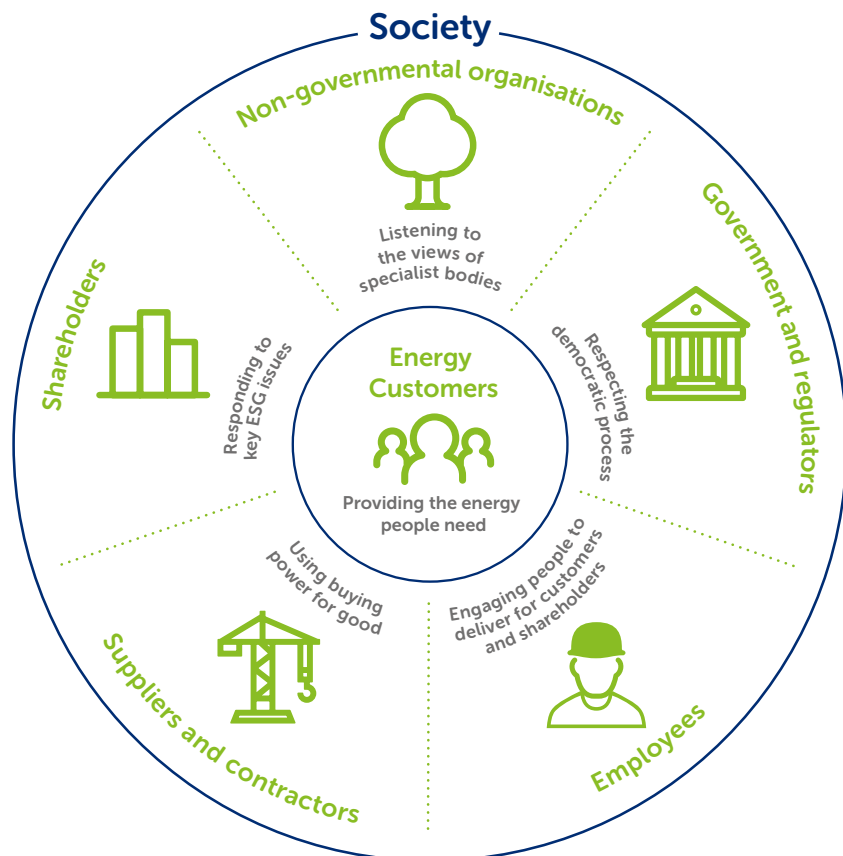 Society
Non-governmental organisations
Listening to
the views of
specialist bodies
Government and regulators
Respecting the
democratic process
Employees
Engaging people to
deliver for customers
and shareholders
Suppliers and contractors
Using buying
power for good
Shareholders
Responding to
key ESG issues
Energy
Customers
Providing the energy
people need